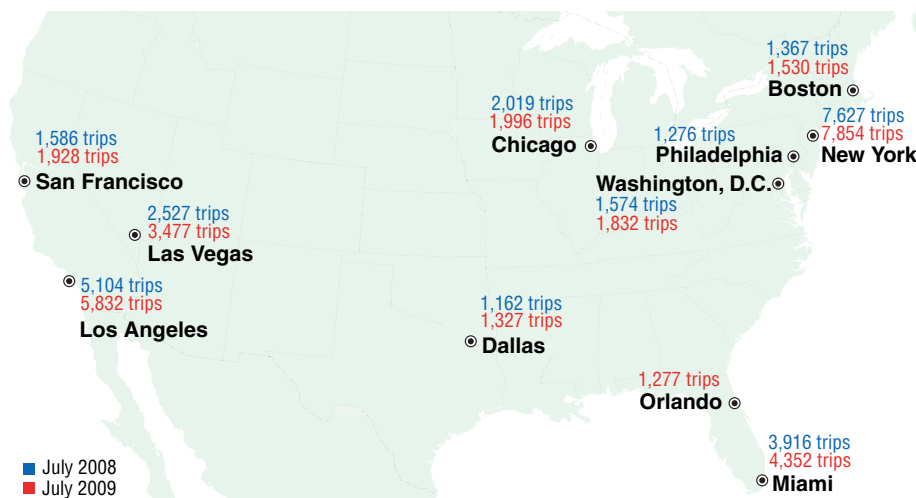 1,367 trips
1,530 trips
Boston
2,019 trips
1,996 trips
Chicago
7,627 trips
7,854 trips
New York
1,276 trips
Philadelphia
1,586 trips
1,928 trips
San Francisco
Washington, D.C.
1,574 trips
1,832 trips
2,527 trips
3,477 trips
Las Vegas
5,104 trips
5,832 trips
Los Angeles
1,162 trips
1,327 trips
Dallas
1,277 trips
Orlando
3,916 trips
4,352 trips
Miami
July 2008
July 2009